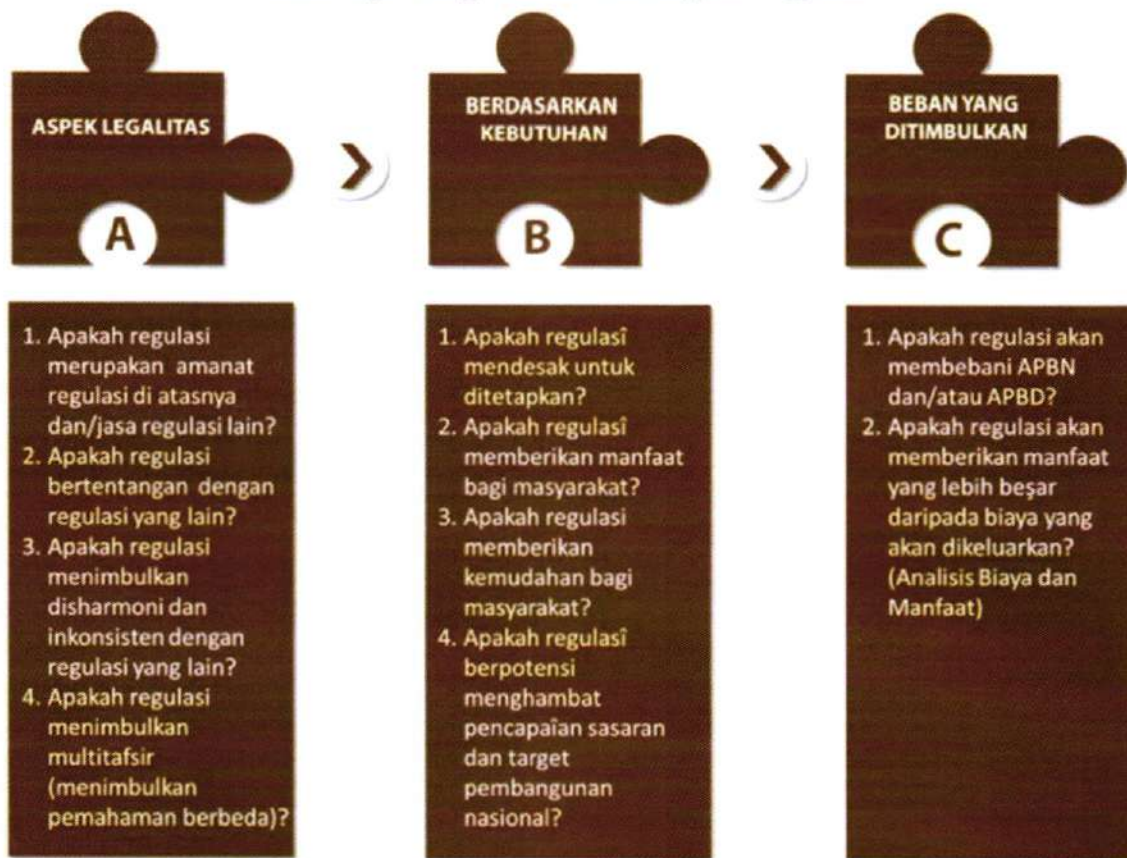 ASPEK LEGALITAS
A
BERDASARKAN
KEBUTUHAN
B
BEBAN YANG
DITIMBULKAN
C
1. Apakah regulasi
merupakan amanat
regulasi di atasnya
dan/jasa regulasi lain?
2. Apakah regulasi
bertentangan dengan
regulasi yang lain?
3. Apakah regulasi
menimbulkan
disharmoni dan
inkonsisten dengan
regulasi yang lain?
4. Apakah regulasi
menimbulkan
multitafsir
(menimbulkan
pemahaman berbeda)?
1. Apakah regulasî
mendesak untuk
ditetapkan?
2. Apakah regulasî
memberikan manfaat
bagi masyarakat?
3. Apakah regulasi
memberikan
kemudahan bagi
masyarakat?
4. Apakah regulasî
berpotensi
menghambat
pencapaîan sasaran
dan target
pembangunan
nasional?
1. Apakah regulasi akan
membebani APBN
dan/atau APBD?
2. Apakah regulasi akan
memberikan manfaat
yang lebih beşar
daripada biaya yang
akan dikeluarkan?
(Analisis Biaya dan
Manfaat)